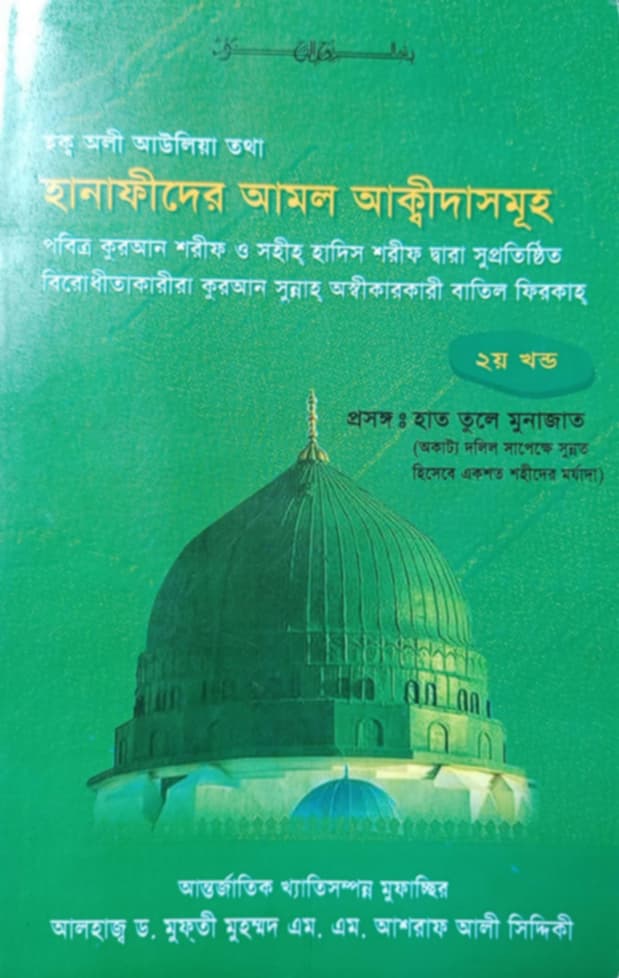 হক্ব অলী আউলিয়া তথা
হানাফীদের আমল আক্বীদাসমূহ
পবিত্র কুরআন শরীফ ও সহীহ্ হাদিস শরীফ দ্বারা সুপ্রতিষ্ঠিত
বিরোধীতাকারীরা কুরআন সুন্নাহ্ অস্বীকারকারী বাতিল ফিরকাহ্
২য় খন্ড
প্রসঙ্গ ঃ হাত তুলে মুনাজাত
(অকাট্য দলিল সাপেক্ষে সুন্নত
হিসেবে একশত শহীদের মর্যাদা)
আন্তর্জাতিক খ্যাতিসম্পন্ন মুফাচ্ছির
আলহাজ্ব ড. মুফ্তী মুহম্মদ এম. এম. আশরাফ আলী সিদ্দিকী